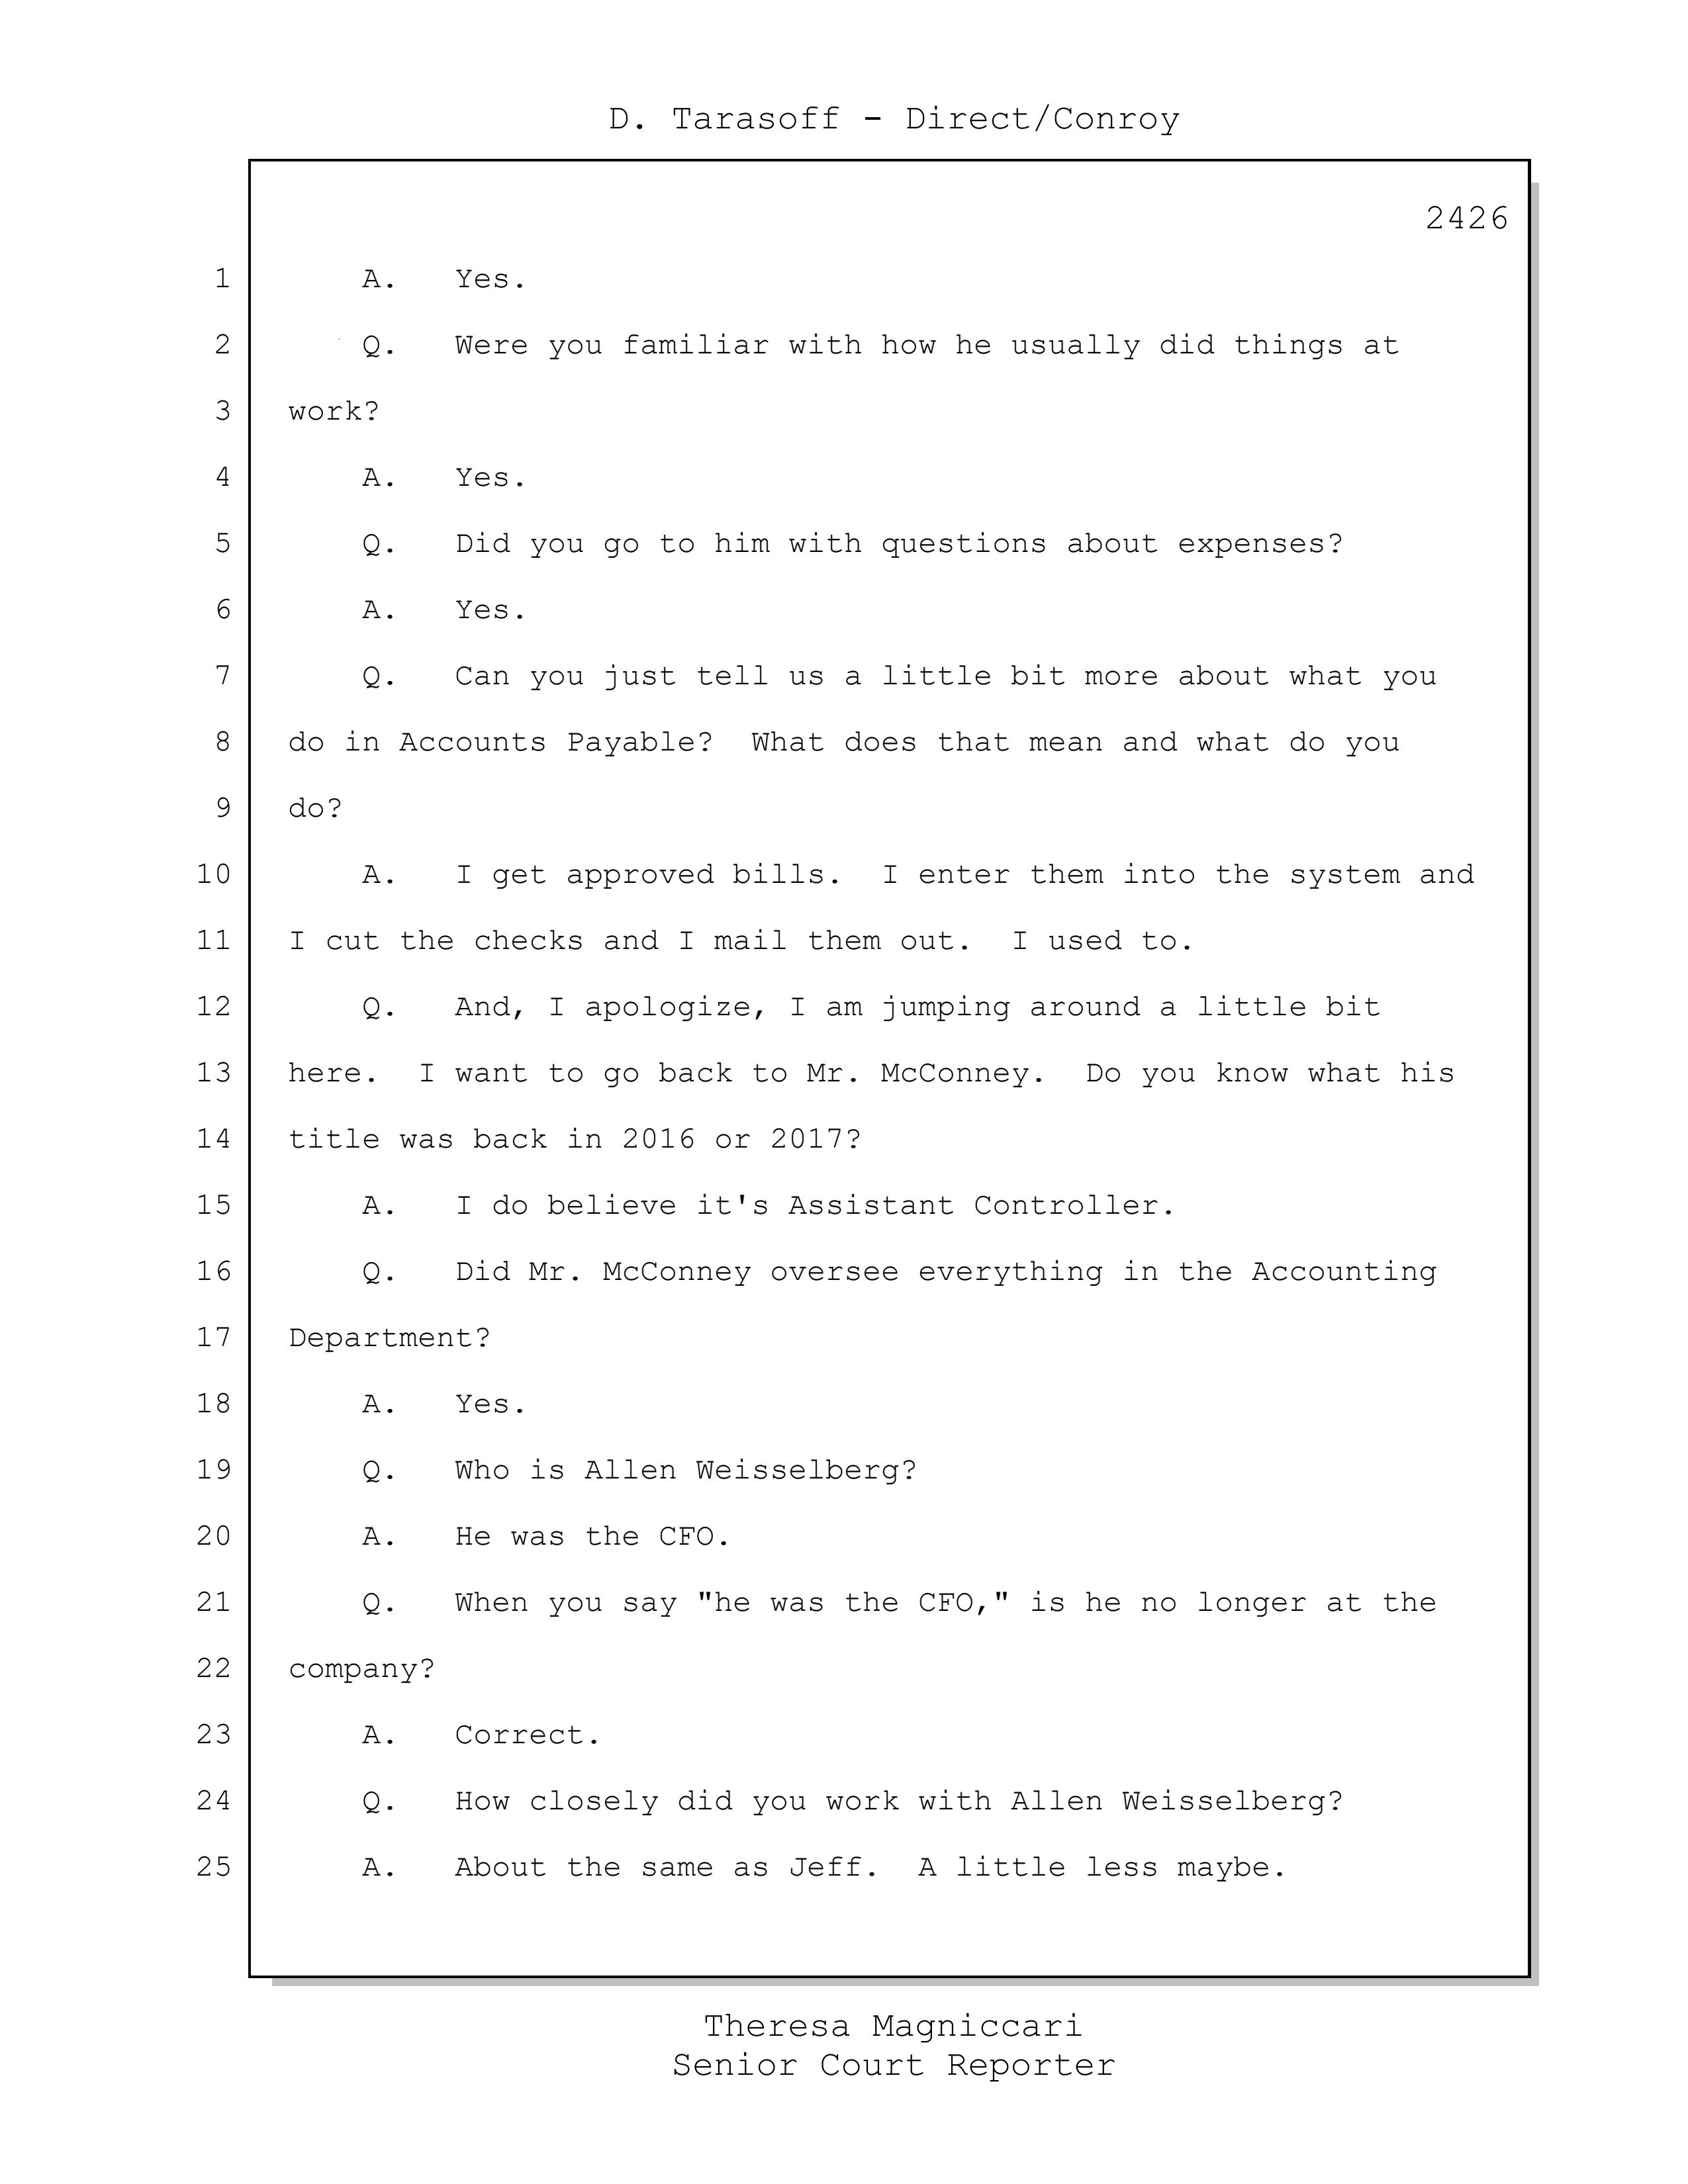 D. Tarasoff - Direct/Conroy
2426
1 A. Yes.
2 Q. Were you familiar with how he usually did things at
3 work?
4 A. Yes.
5 Q. Did you go to him with questions about expenses?
6 A. Yes.
7 Q. Can you just tell us a little bit more about what you
8 do in Accounts Payable? What does that mean and what do you
9 do?
10 A. I get approved bills. I enter them into the system and
11 I cut the checks and I mail them out. I used to.
12 Q. And, I apologize, I am jumping around a little bit
13 here. I want to go back to Mr. McConney. Do you know what his
14 title was back in 2016 or 2017?
15 A. I do believe it's Assistant Controller.
16 Q. Did Mr. McConney oversee everything in the Accounting
17 Department?
18 A. Yes.
19 Q. Who is Allen Weisselberg?
20 A. He was the CFO.
21 Q. When you say "he was the CFO," is he no longer at the
22 company?
23 A. Correct.
24 Q. How closely did you work with Allen Weisselberg?
25 A. About the same as Jeff. A little less maybe.
Theresa Magniccari
Senior Court Reporter